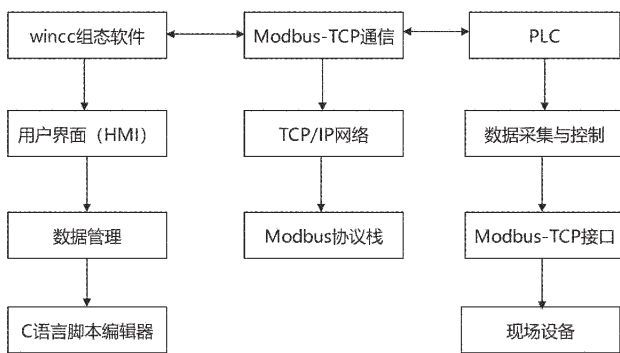 wincc组态软件
Modbus-TCP通信
PLC
用户界面（HMI）
TCP/IP网络
数据采集与控制
数据管理
Modbus协议栈
Modbus-TCP接口
C语言脚本编辑器
现场设备